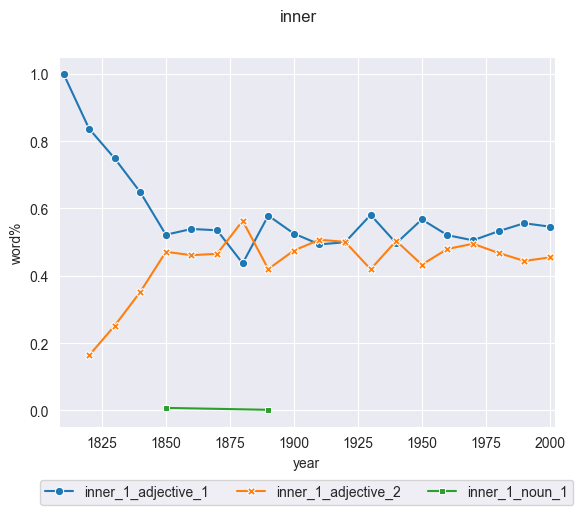 inner
1.0
0.8
0.6
0.4
0.2
0.0
word%
1825 1850 1875 1900 1925 1950 1975 2000
year
inner_1_adjective_1 inner_1_adjective_2 inner_1_noun_1